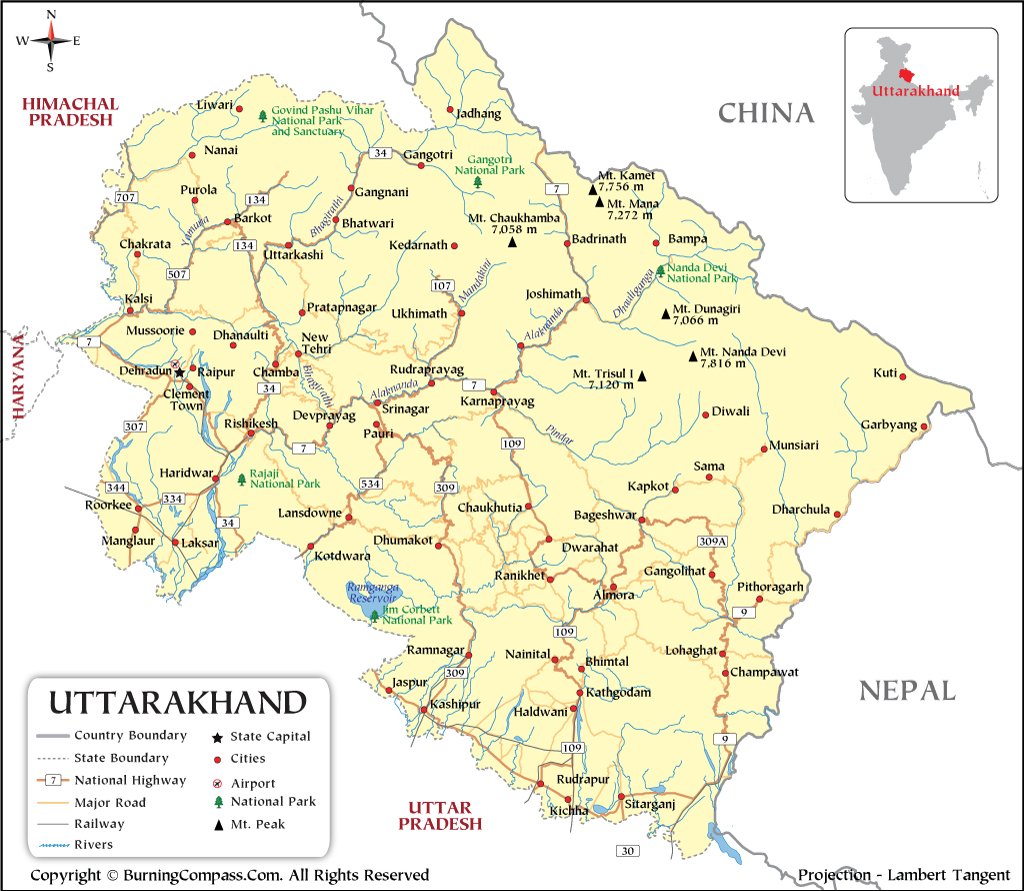 N
W E
S
HIMACHAL
PRADESH
CHINA
Uttarakhand
Liwari
Govind Pashu Vihar
National Park
and Sanctuary
Jadhang
Nanai
34
Gangotri
Gangotri
National Park
7
Mt. Kamet
7,756 m
Mt. Mana
7,272 m
Purola
707
134
Gangnani
Bhagirathi
Yamuna
Barkot
Bhatwari
Mt. Chaukhamba
7,058 m
Chakrata
134
Uttarkashi
Kedarnath
Badrinath
Bampa
507
Nanda Devi
National Park
107
Mandakini
Dhauliganga
Kalsi
Pratapnagar
Ukhimath
Joshimath
Mt. Dunagiri
7,066 m
Mussoorie
Dhanaulti
New
Tehri
Alaknanda
7
HARYANA
Mt. Nanda Devi
7,816 m
Dehradun
Raipur
Chamba
Bhagirathi
Rudraprayag
Mt. Trisul I
7,120 m
Kuti
Clement
Town
34
Alaknanda
7
Karnaprayag
Srinagar
Devprayag
Diwali
307
Rishikesh
Pauri
Garbyang
7
109
Pindar
Munsiari
Haridwar
Rajaji
National Park
Sama
344
334
534
309
Kapkot
Roorkee
34
Lansdowne
Chaukhutia
Bageshwar
Dharchula
Manglaur
Laksar
Kotdwara
Dhumakot
Dwarahat
309A
Ranikhet
Gangolihat
Ramganga
Reservoir
Almora
Pithoragarh
Jim Corbett
National Park
9
109
Ramnagar
Nainital
Bhimtal
Lohaghat
309
Champawat
Jaspur
Kathgodam
NEPAL
Kashipur
Haldwani
109
9
Rudrapur
Kichha
Sitarganj
UTTAR
PRADESH
30
UTTARAKHAND
Country Boundary
State Capital
State Boundary
Cities
7
National Highway
Airport
Major Road
National Park
Railway
Mt. Peak
Rivers
Copyright © BurningCompass.Com. All Rights Reserved
Projection - Lambert Tangent